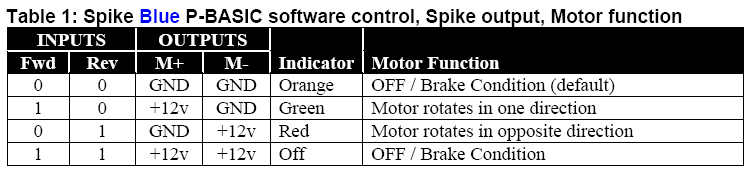 Table 1: Spike Blue P-BASIC software control, Spike output, Motor function
INPUTS OUTPUTS
Fwd Rev M+ M- Indicator Motor Function
0 0 GND GND Orange OFF / Brake Condition (default)
1 0 +12v GND Green Motor rotates in one direction
0 1 GND +12v Red Motor rotates in opposite direction
1 1 +12v +12v Off OFF / Brake Condition